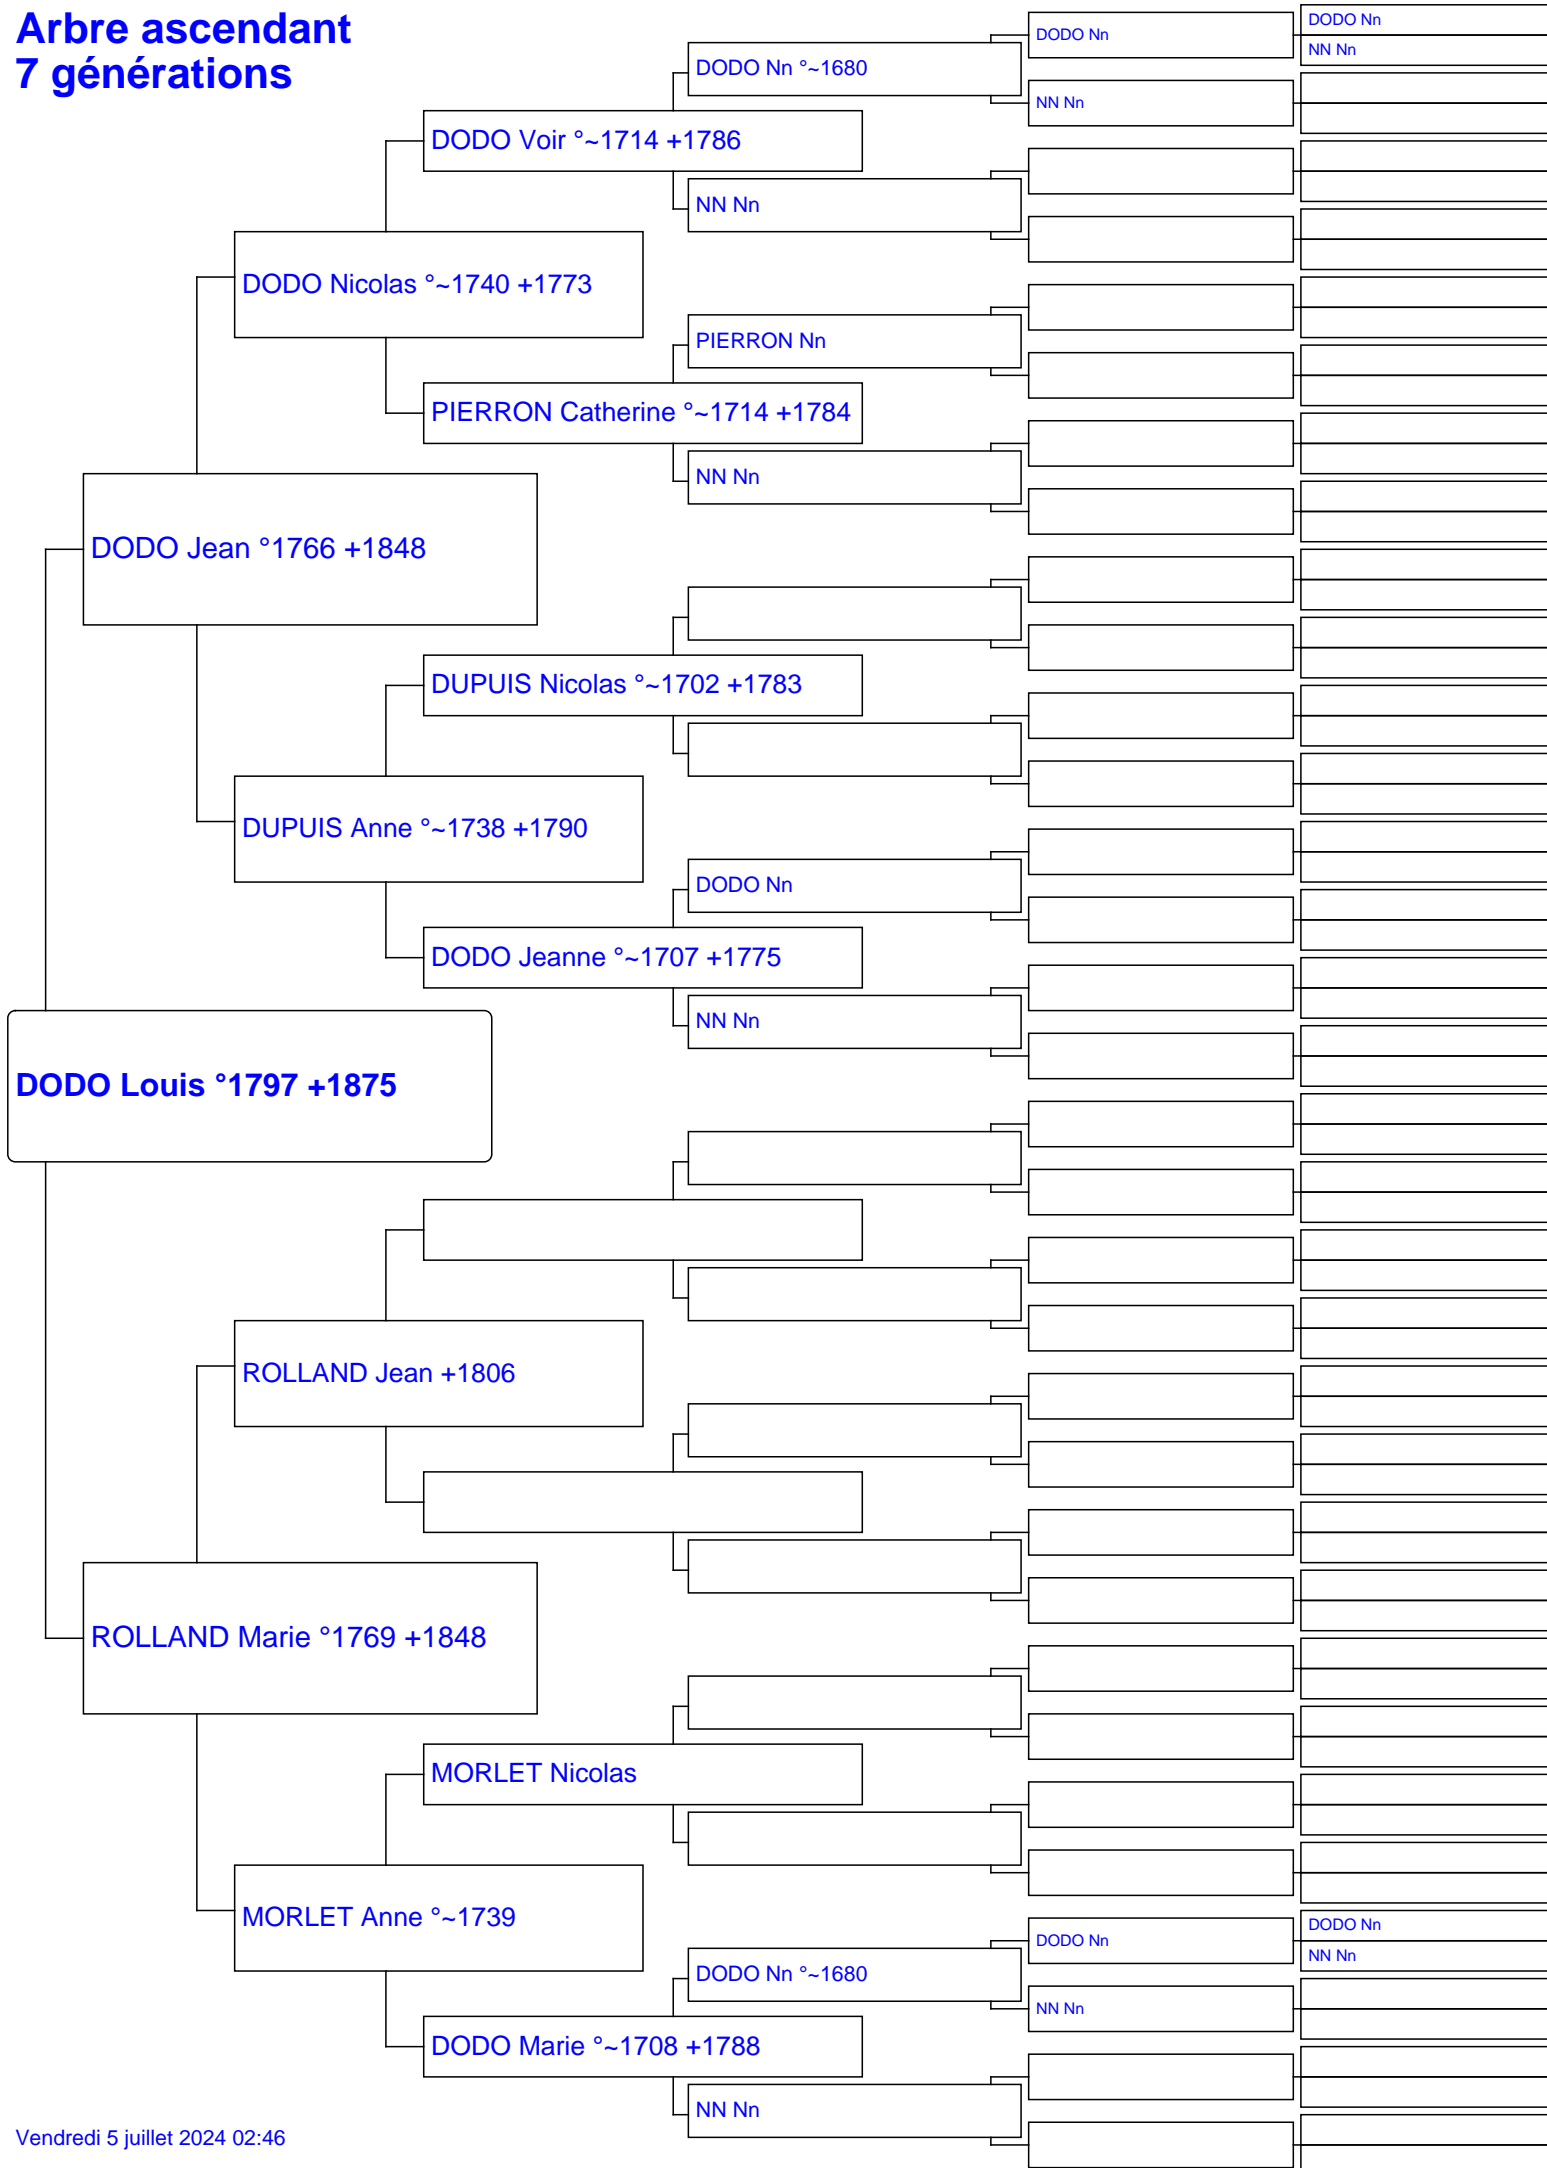 Arbre ascendant
7 générations
DODO Nn
DODO Nn
NN Nn
DODO Nn °~1680
NN Nn
DODO Voir °~1714 +1786
NN Nn
DODO Nicolas °~1740 +1773
PIERRON Nn
PIERRON Catherine °~1714 +1784
NN Nn
DODO Jean °1766 +1848
DUPUIS Nicolas °~1702 +1783
DUPUIS Anne °~1738 +1790
DODO Nn
DODO Jeanne °~1707 +1775
NN Nn
DODO Louis °1797 +1875
ROLLAND Jean +1806
ROLLAND Marie °1769 +1848
MORLET Nicolas
MORLET Anne °~1739
DODO Nn
DODO Nn
NN Nn
DODO Nn °~1680
NN Nn
DODO Marie °~1708 +1788
NN Nn
Vendredi 5 juillet 2024 02:46